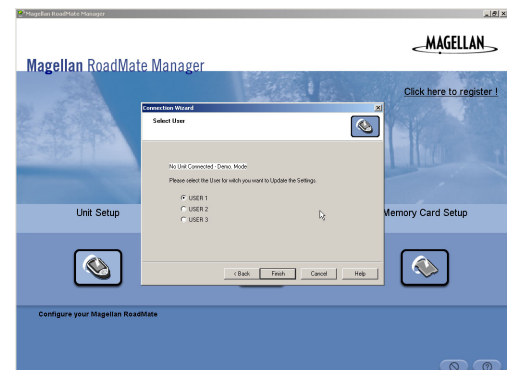 Magellan RoadMate Manager
MAGELLAN
Magellan RoadMate Manager
Click here to register !
Connection Wizard
Select User
No Unit Connected - Demo. Mode.
Please select the User for witch you want to Update the Settings.
USER 1
USER 2
USER 3
Unit Setup
Memory Card Setup
< Back
Finish
Cancel
Help
Configure your Magellan RoadMate